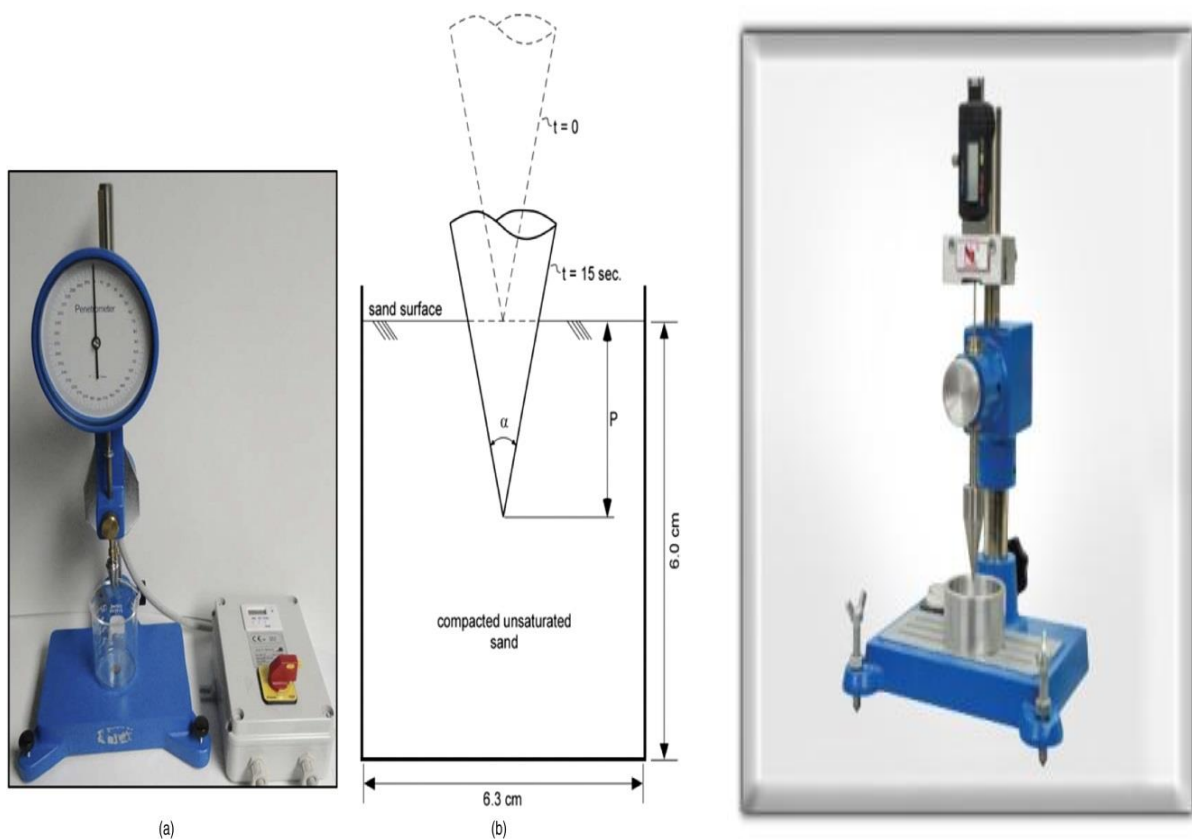 Penetrometer
(a)
t = 0
t = 15 sec.
sand surface
α
P
6.0 cm
compacted unsaturated
sand
6.3 cm
(b)